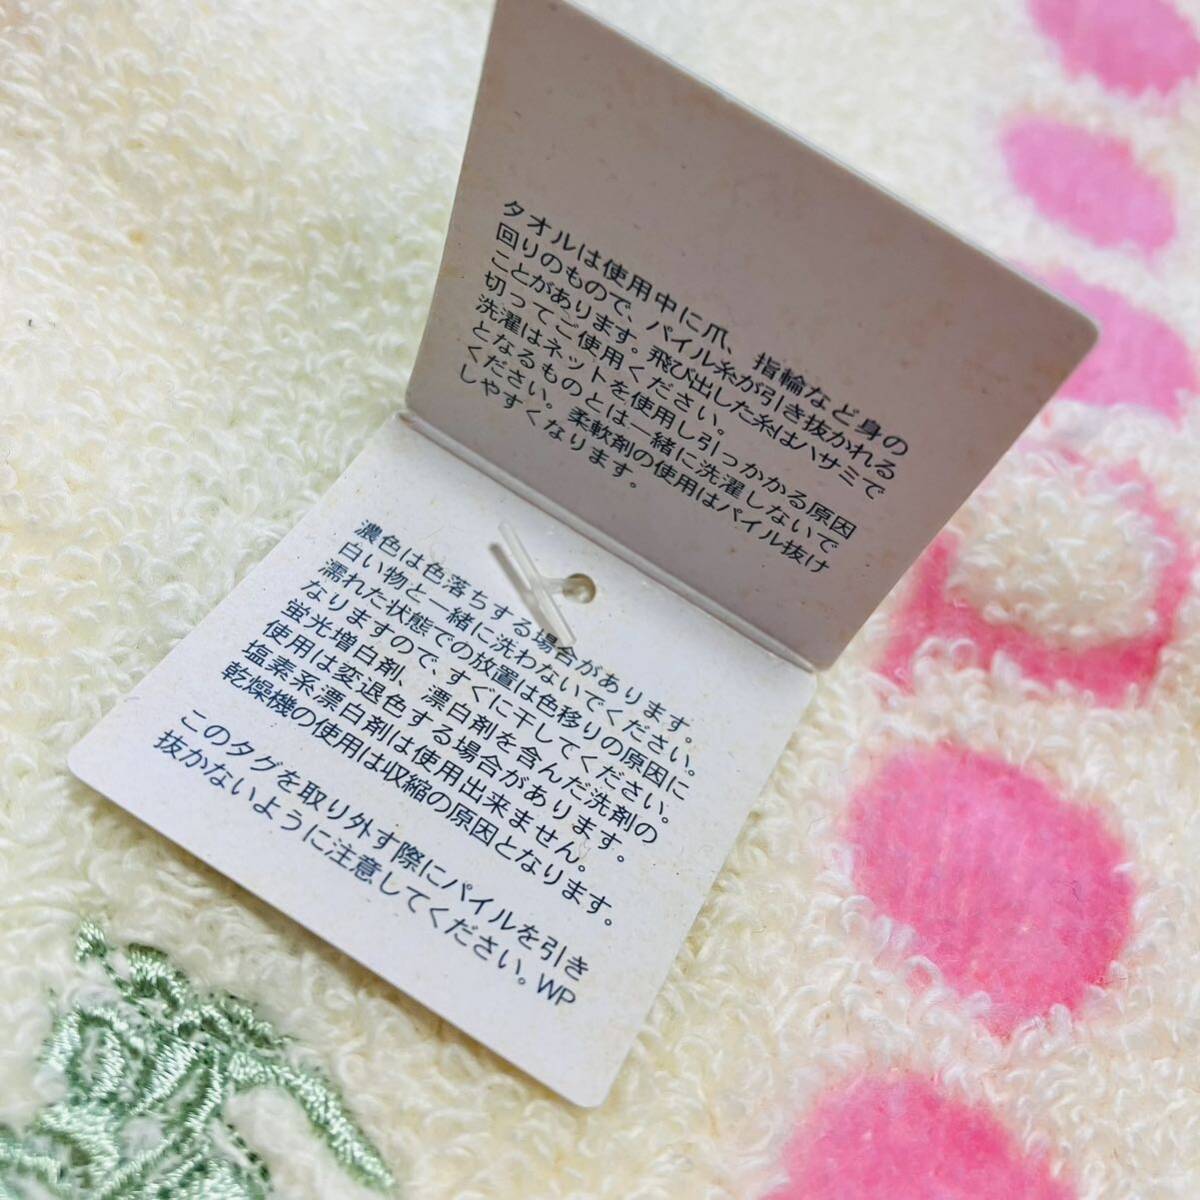 タオルは使用中に爪、指輪など身の
回りのもので、パイル糸が引き抜かれる
ことがあります。飛び出した糸はハサミで
切ってご使用ください。
洗濯はネットを使用し引っかかる原因
となるものとは一緒に洗濯しないで
ください。柔軟剤の使用はパイル抜け
しやすくなります。
濃色は色落ちする場合があります。
白い物と一緒に洗わないでください。
濡れた状態での放置は色移りの原因に
なりますので、すぐに干してください。
蛍光増白剤、漂白剤を含んだ洗剤の
使用は変退色する場合があります。
塩素系漂白剤は使用出来ません。
乾燥機の使用は収縮の原因となります。
このタグを取り外す際にパイルを引き
抜かないように注意してください。WP